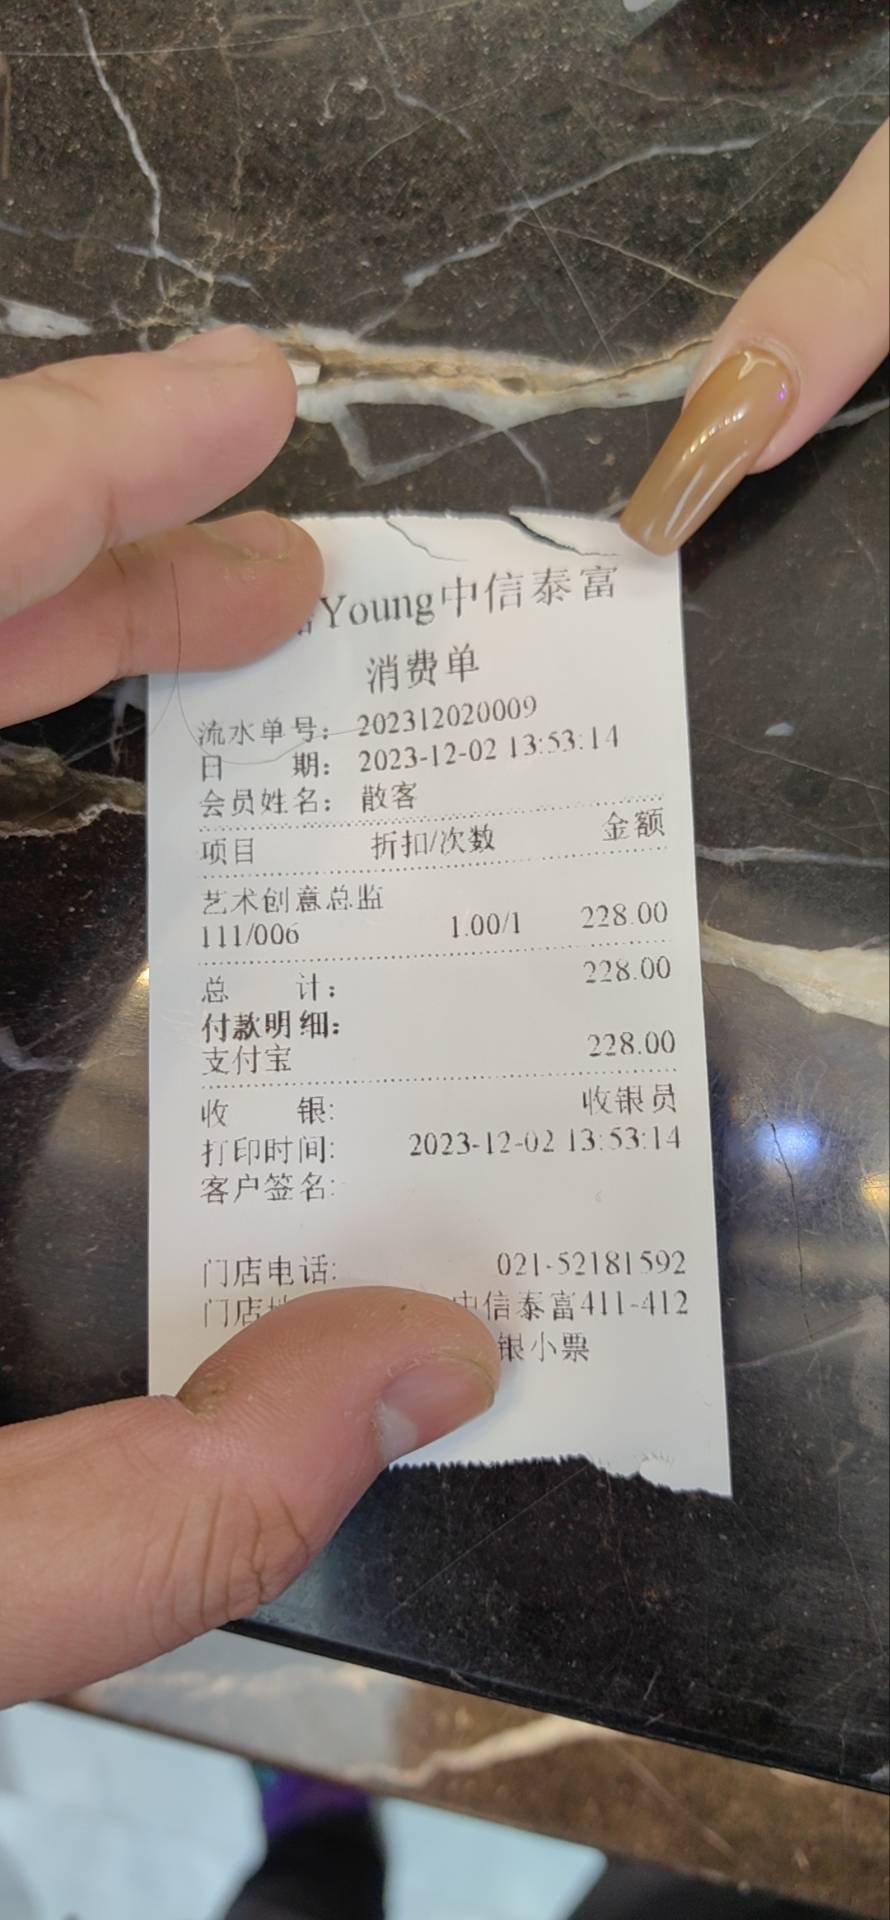 Young中信泰富
消费单
流水单号: 202312020009
日 期: 2023-12-02 13:53:14
会员姓名: 散客
项目 折扣/次数 金额
艺术创意总监
111/006 1.00/1 228.00
总 计: 228.00
付款明细:
支付宝 228.00
收 银: 收银员
打印时间: 2023-12-02 13:53:14
客户签名:
门店电话: 021-52181592
门店 中信泰富411-412
银小票